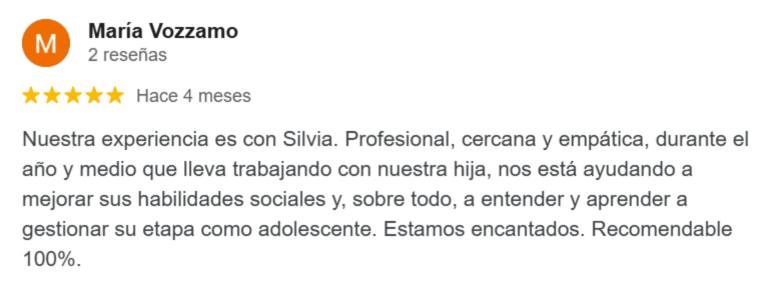 M
María Vozzamo
2 reseñas
Hace 4 meses
Nuestra experiencia es con Silvia. Profesional, cercana y empática, durante el
año y medio que lleva trabajando con nuestra hija, nos está ayudando a
mejorar sus habilidades sociales y, sobre todo, a entender y aprender a
gestionar su etapa como adolescente. Estamos encantados. Recomendable
100%.